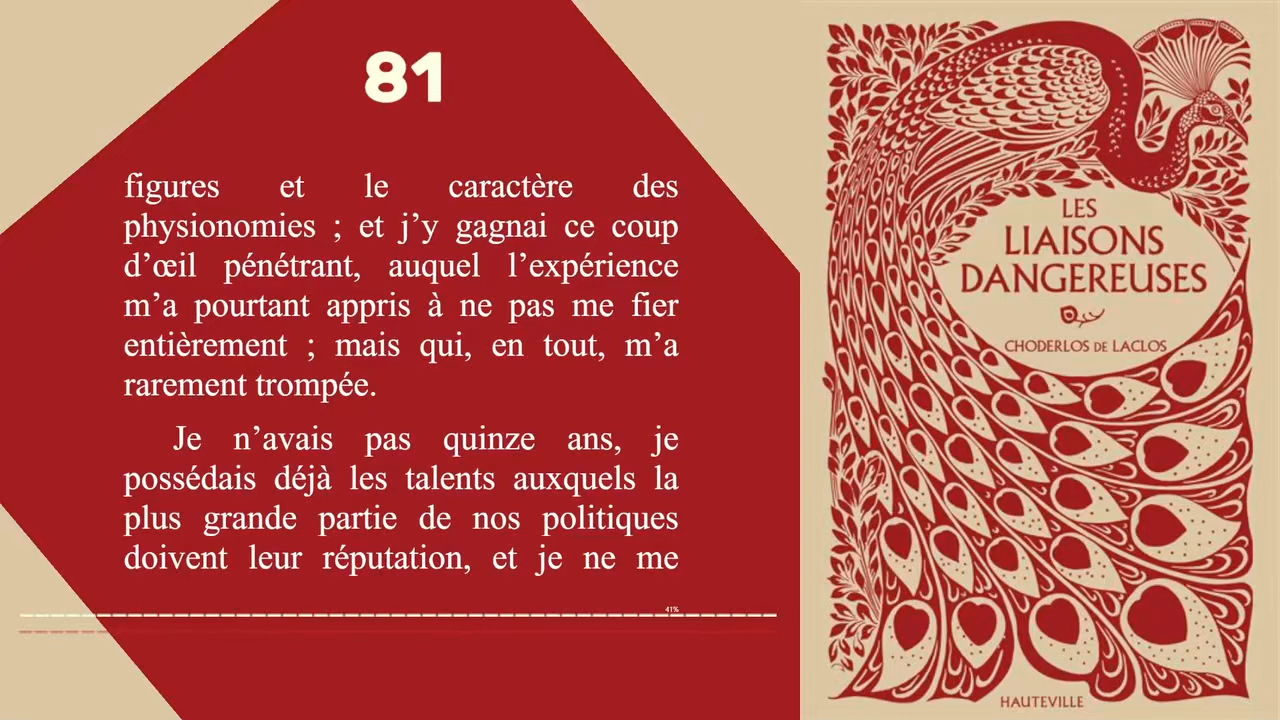 81
figures et le caractère des
physionomies ; et j’y gagnai ce coup
d’œil pénétrant, auquel l’expérience
m’a pourtant appris à ne pas me fier
entièrement ; mais qui, en tout, m’a
rarement trompée.
Je n’avais pas quinze ans, je
possédais déjà les talents auxquels la
plus grande partie de nos politiques
doivent leur réputation, et je ne me
41%
LES
LIAISONS
DANGEREUSES
CHODERLOS DE LACLOS
HAUTEVILLE